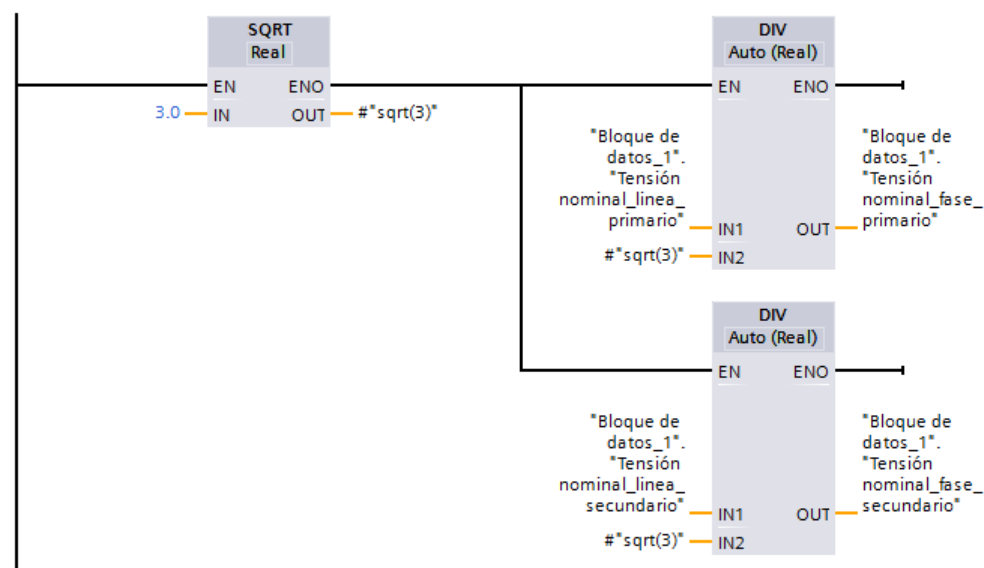 SQRT
Real
EN ENO
3.0 IN OUT #"sqrt(3)"
DIV
Auto (Real)
EN ENO
"Bloque de
datos_1".
"Tensión
nominal_linea_
primario"
IN1
#"sqrt(3)" IN2
OUT
"Bloque de
datos_1".
"Tensión
nominal_fase_
primario"
DIV
Auto (Real)
EN ENO
"Bloque de
datos_1".
"Tensión
nominal_linea_
secundario"
IN1
#"sqrt(3)" IN2
OUT
"Bloque de
datos_1".
"Tensión
nominal_fase_
secundario"